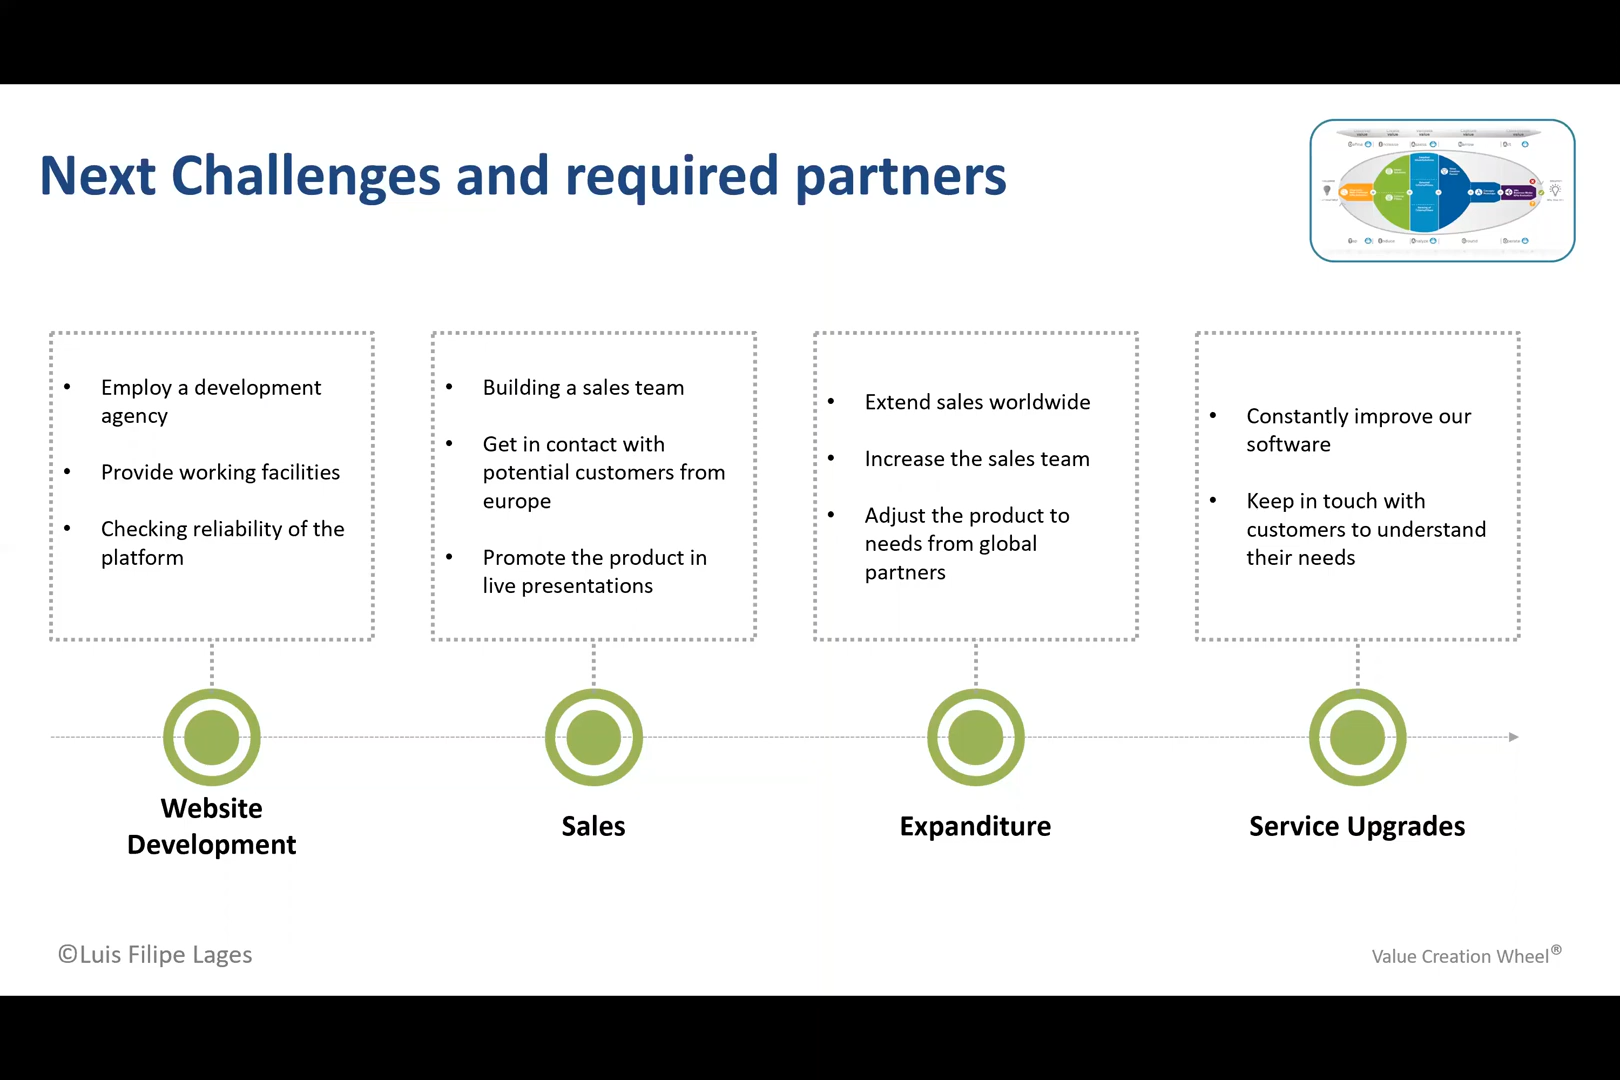 Next Challenges and required partners
• Employ a development
agency
• Provide working facilities
• Checking reliability of the
platform
• Building a sales team
• Get in contact with
potential customers from
europe
• Promote the product in
live presentations
• Extend sales worldwide
• Increase the sales team
• Adjust the product to
needs from global
partners
• Constantly improve our
software
• Keep in touch with
customers to understand
their needs
Website
Development
Sales
Expanditure
Service Upgrades
©Luis Filipe Lages
Value Creation Wheel®